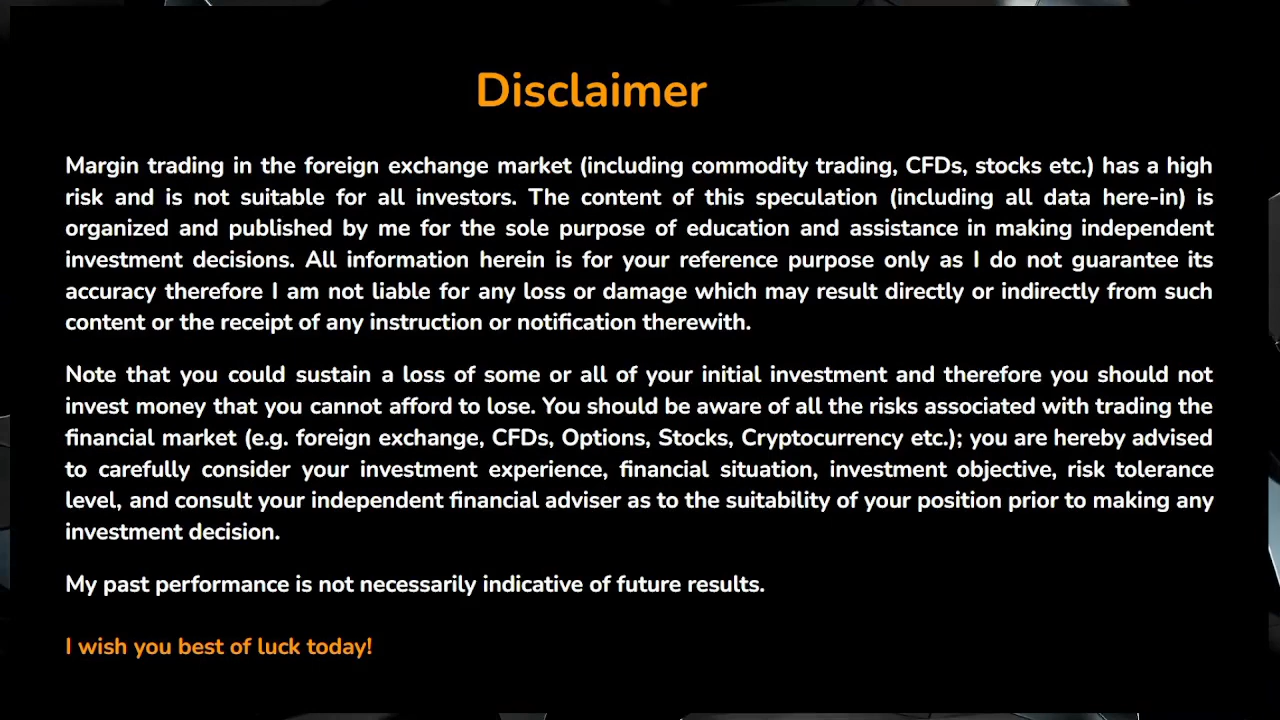 Disclaimer
Margin trading in the foreign exchange market (including commodity trading, CFDs, stocks etc.) has a high
risk and is not suitable for all investors. The content of this speculation (including all data here-in) is
organized and published by me for the sole purpose of education and assistance in making independent
investment decisions. All information herein is for your reference purpose only as I do not guarantee its
accuracy therefore I am not liable for any loss or damage which may result directly or indirectly from such
content or the receipt of any instruction or notification therewith.
Note that you could sustain a loss of some or all of your initial investment and therefore you should not
invest money that you cannot afford to lose. You should be aware of all the risks associated with trading the
financial market (e.g. foreign exchange, CFDs, Options, Stocks, Cryptocurrency etc.); you are hereby advised
to carefully consider your investment experience, financial situation, investment objective, risk tolerance
level, and consult your independent financial adviser as to the suitability of your position prior to making any
investment decision.
My past performance is not necessarily indicative of future results.
I wish you best of luck today!